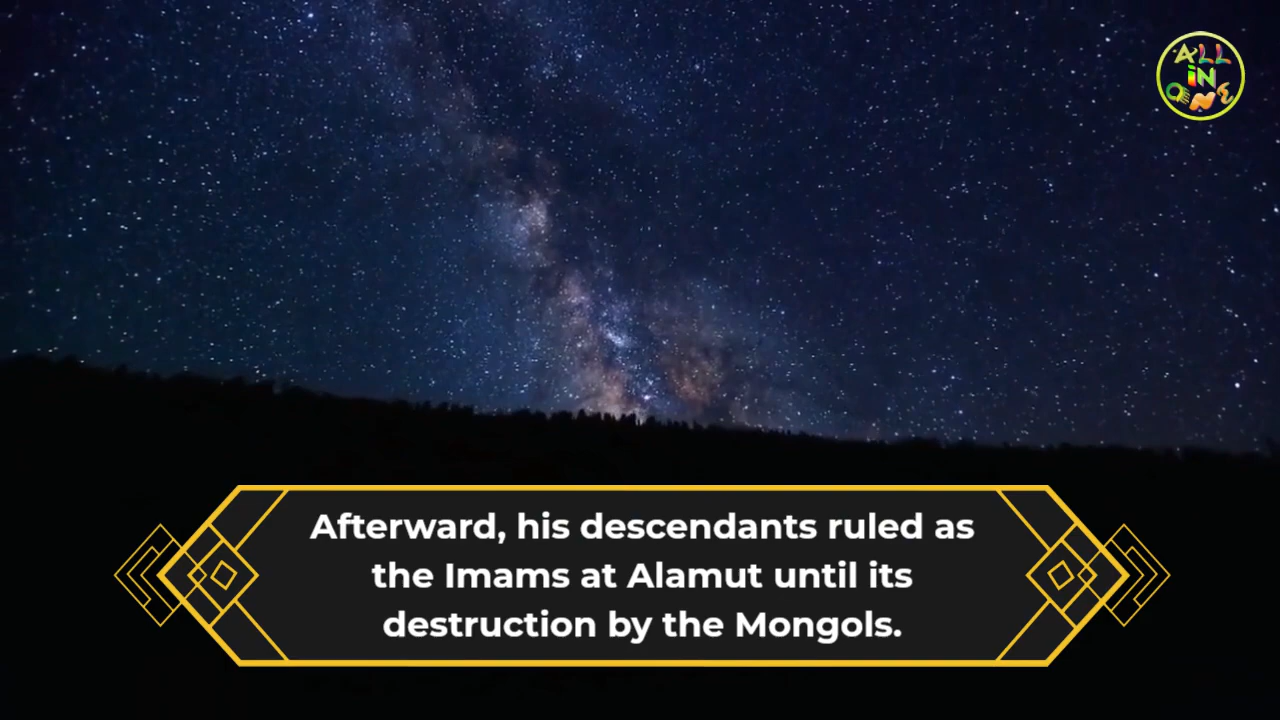 ALL
iN
ONE
Afterward, his descendants ruled as
the Imams at Alamut until its
destruction by the Mongols.